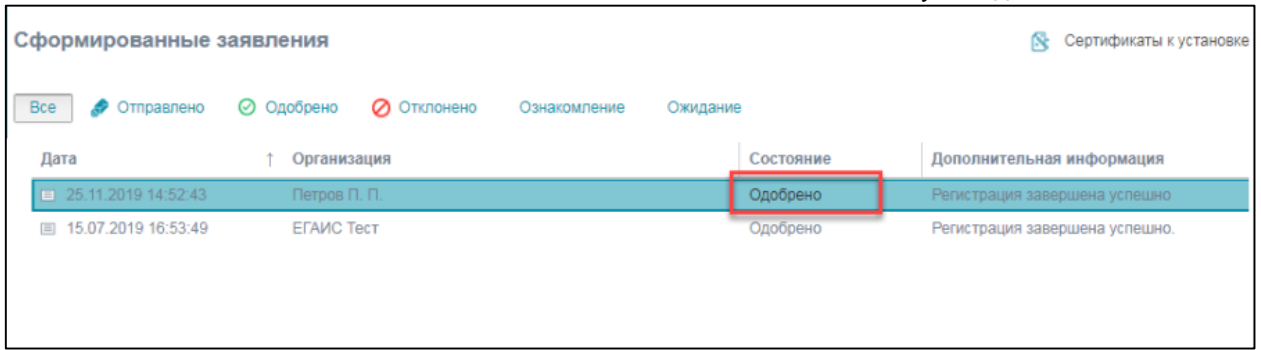 Сформированные заявления
Сертификаты к установке
Все Отправлено Одобрено Отклонено Ознакомление Ожидание
Дата ↑ Организация Состояние Дополнительная информация
25.11.2019 14:52:43 Петров П. П. Одобрено Регистрация завершена успешно
15.07.2019 16:53:49 ЕГАИС Тест Одобрено Регистрация завершена успешно.